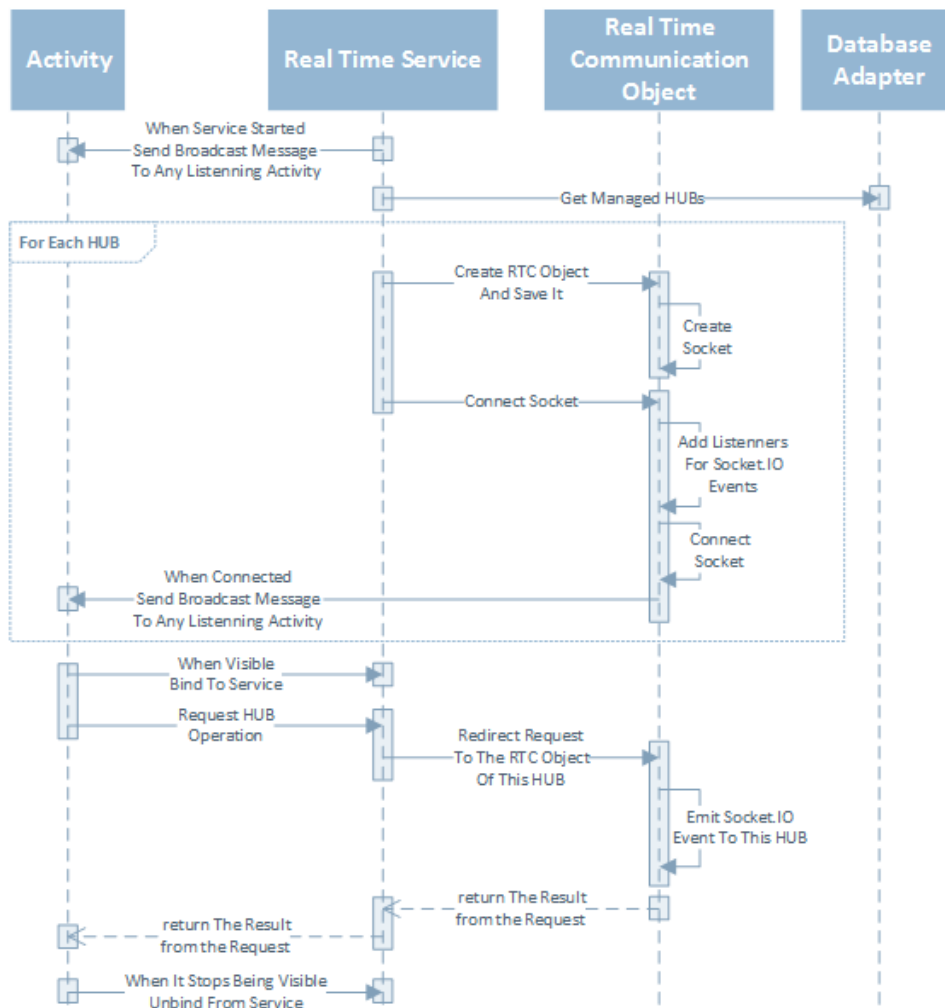 Activity
Real Time Service
Real Time
Communication
Object
Database
Adapter
When Service Started
Send Broadcast Message
To Any Listenning Activity
Get Managed HUBs
For Each HUB
Create RTC Object
And Save It
Create
Socket
Connect Socket
Add Listenners
For Socket.IO
Events
Connect
Socket
When Connected
Send Broadcast Message
To Any Listenning Activity
When Visible
Bind To Service
Request HUB
Operation
Redirect Request
To The RTC Object
Of This HUB
Emit Socket.IO
Event To This HUB
return The Result
from the Request
return The Result
from the Request
When It Stops Being Visible
Unbind From Service